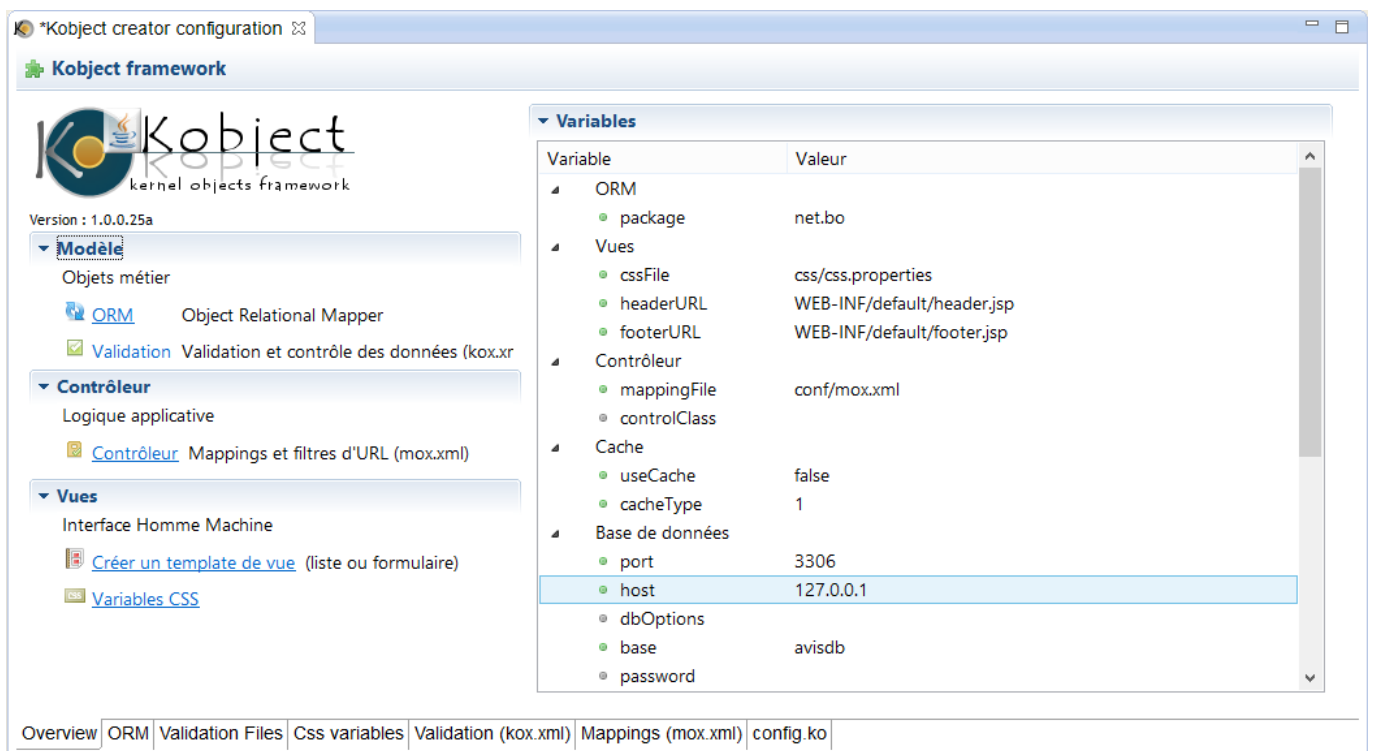 *Kobject creator configuration
Kobject framework
Kobject
kernel objects framework
Version : 1.0.0.25a
Modèle
Objets métier
ORM Object Relational Mapper
Validation Validation et contrôle des données (kox.xr
Contrôleur
Logique applicative
Contrôleur Mappings et filtres d'URL (mox.xml)
Vues
Interface Homme Machine
Créer un template de vue (liste ou formulaire)
CSS Variables CSS
Variables
Variable Valeur
ORM
package net.bo
Vues
cssFile css/css.properties
headerURL WEB-INF/default/header.jsp
footerURL WEB-INF/default/footer.jsp
Contrôleur
mappingFile conf/mox.xml
controlClass
Cache
useCache false
cacheType 1
Base de données
port 3306
host 127.0.0.1
dbOptions
base avisdb
password
Overview ORM Validation Files Css variables Validation (kox.xml) Mappings (mox.xml) config.ko